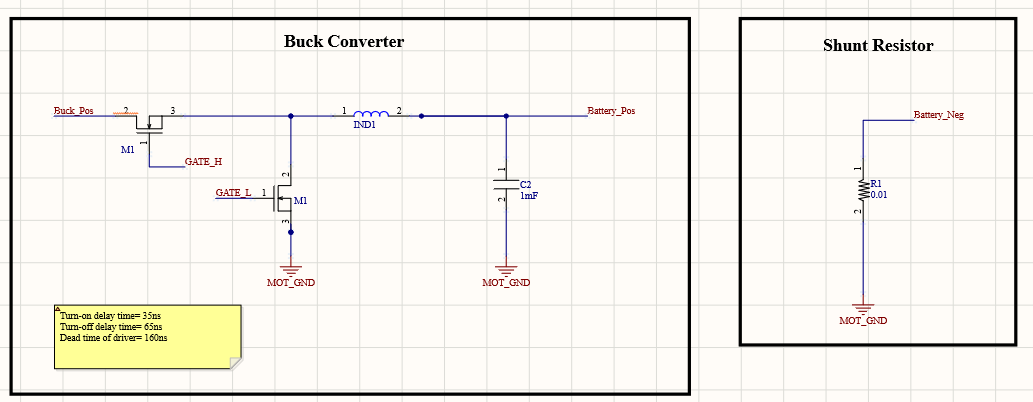 Buck Converter
Shunt Resistor
Buck_Pos
2
3
1
2
Battery_Pos
IND1
M1
1
GATE_H
2
GATE_L
1
M1
3
MOT_GND
1
C2
1mF
2
MOT_GND
Turn-on delay time= 35ns
Turn-off delay time= 65ns
Dead time of driver= 160ns
Battery_Neg
1
R1
0.01
2
MOT_GND